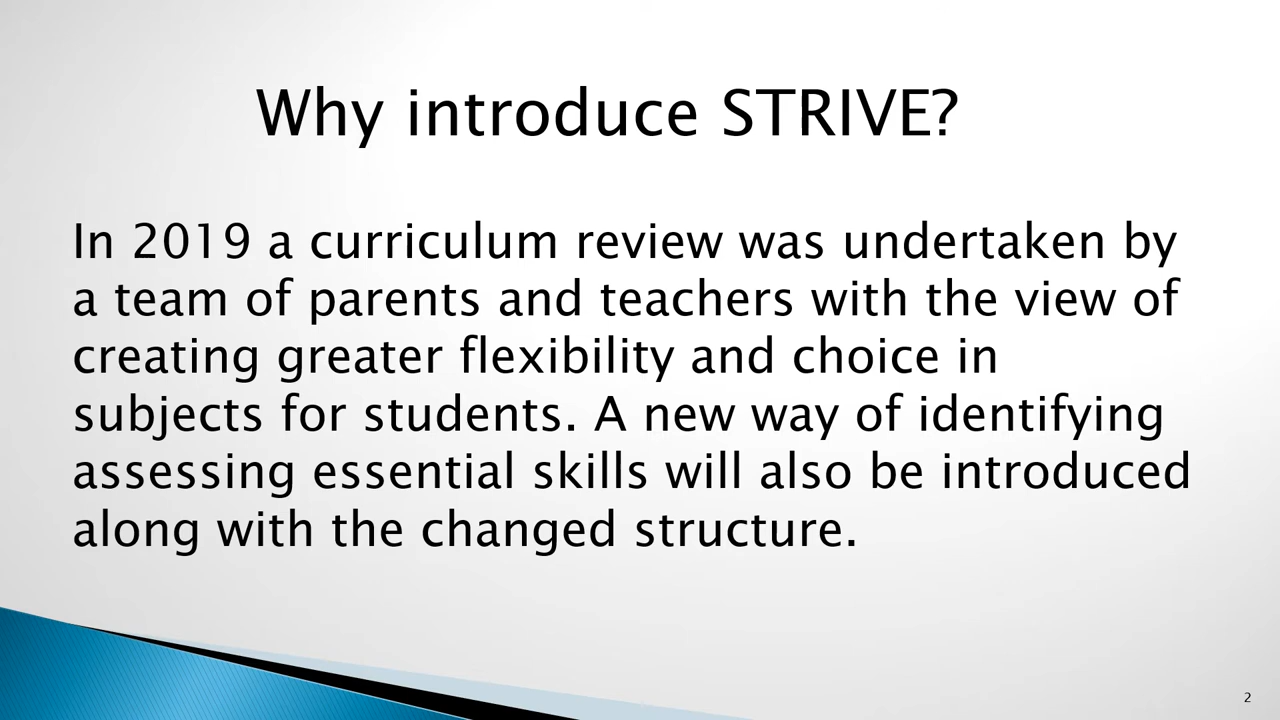 Why introduce STRIVE?
In 2019 a curriculum review was undertaken by
a team of parents and teachers with the view of
creating greater flexibility and choice in
subjects for students. A new way of identifying
assessing essential skills will also be introduced
along with the changed structure.
2